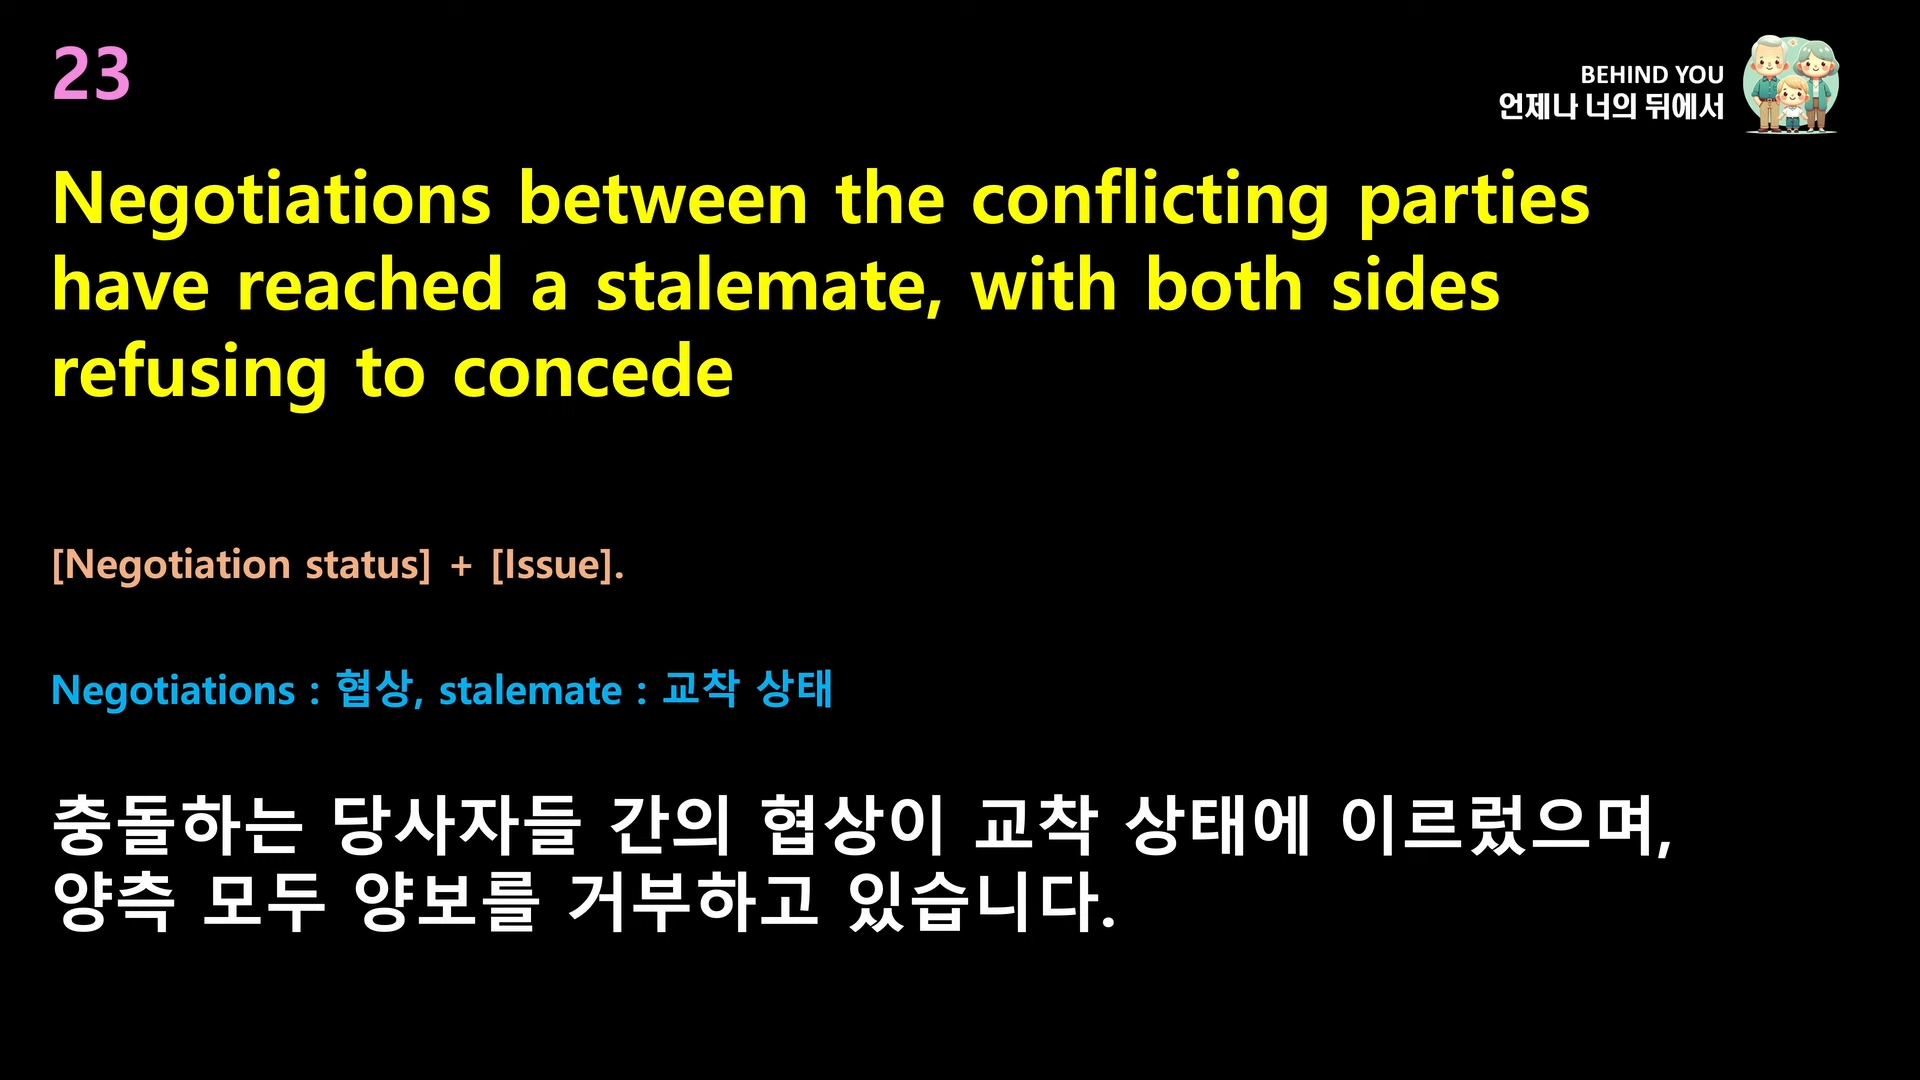 23
BEHIND YOU
언제나 너의 뒤에서
Negotiations between the conflicting parties
have reached a stalemate, with both sides
refusing to concede
[Negotiation status] + [Issue].
Negotiations : 협상, stalemate : 교착 상태
충돌하는 당사자들 간의 협상이 교착 상태에 이르렀으며,
양측 모두 양보를 거부하고 있습니다.